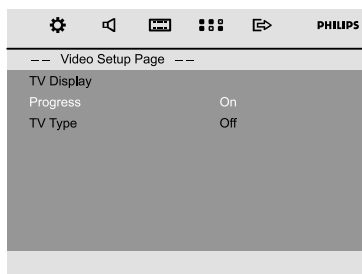 PHILIPS
-- Video Setup Page --
TV Display
Progress On
TV Type Off